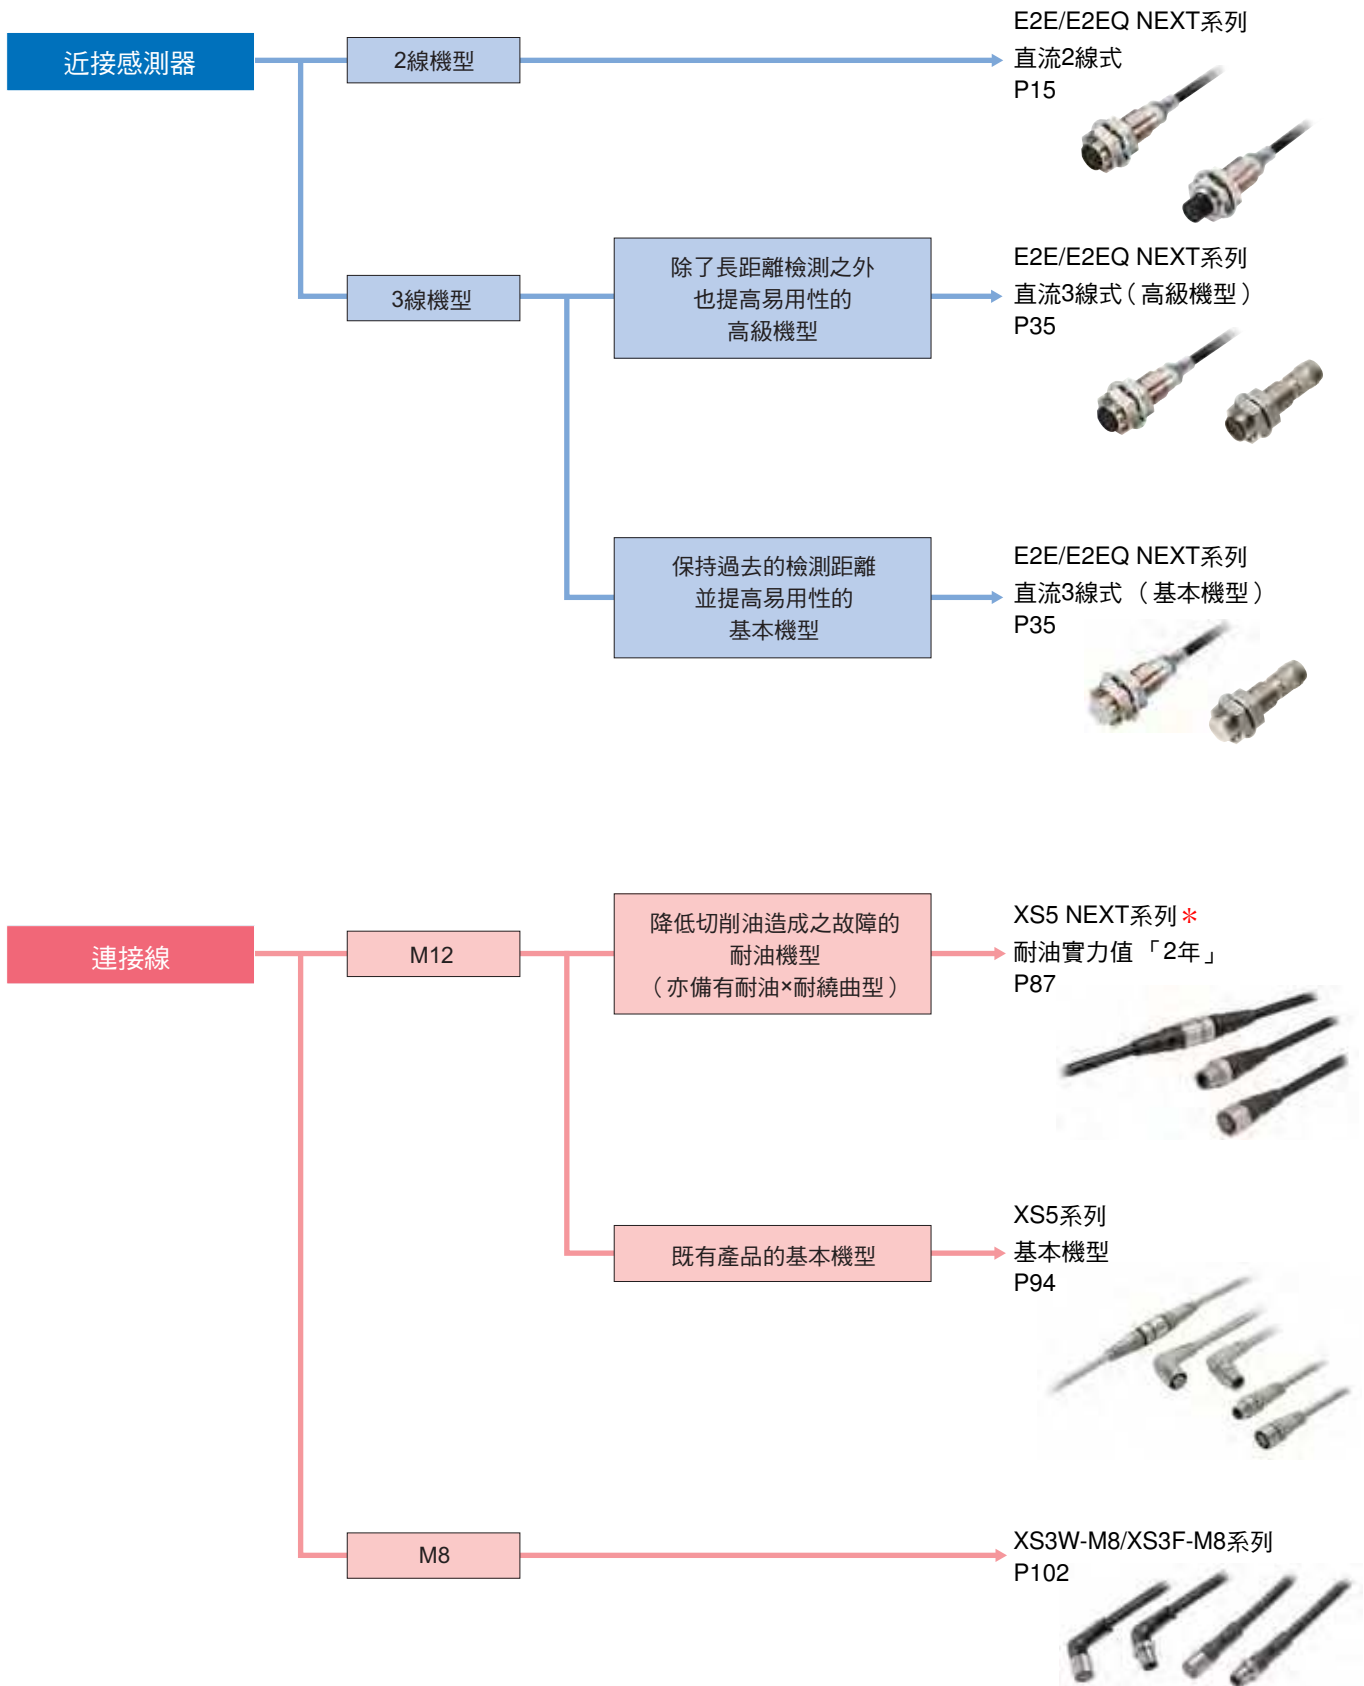 近接感測器
2線機型
E2E/E2EQ NEXT系列
直流2線式
P15
3線機型
除了長距離檢測之外
也提高易用性的
高級機型
E2E/E2EQ NEXT系列
直流3線式(高級機型)
P35
保持過去的檢測距離
並提高易用性的
基本機型
E2E/E2EQ NEXT系列
直流3線式 (基本機型)
P35
連接線
M12
降低切削油造成之故障的
耐油機型
(亦備有耐油×耐繞曲型)
XS5 NEXT系列*
耐油實力值「2年」
P87
既有產品的基本機型
XS5系列
基本機型
P94
M8
XS3W-M8/XS3F-M8系列
P102